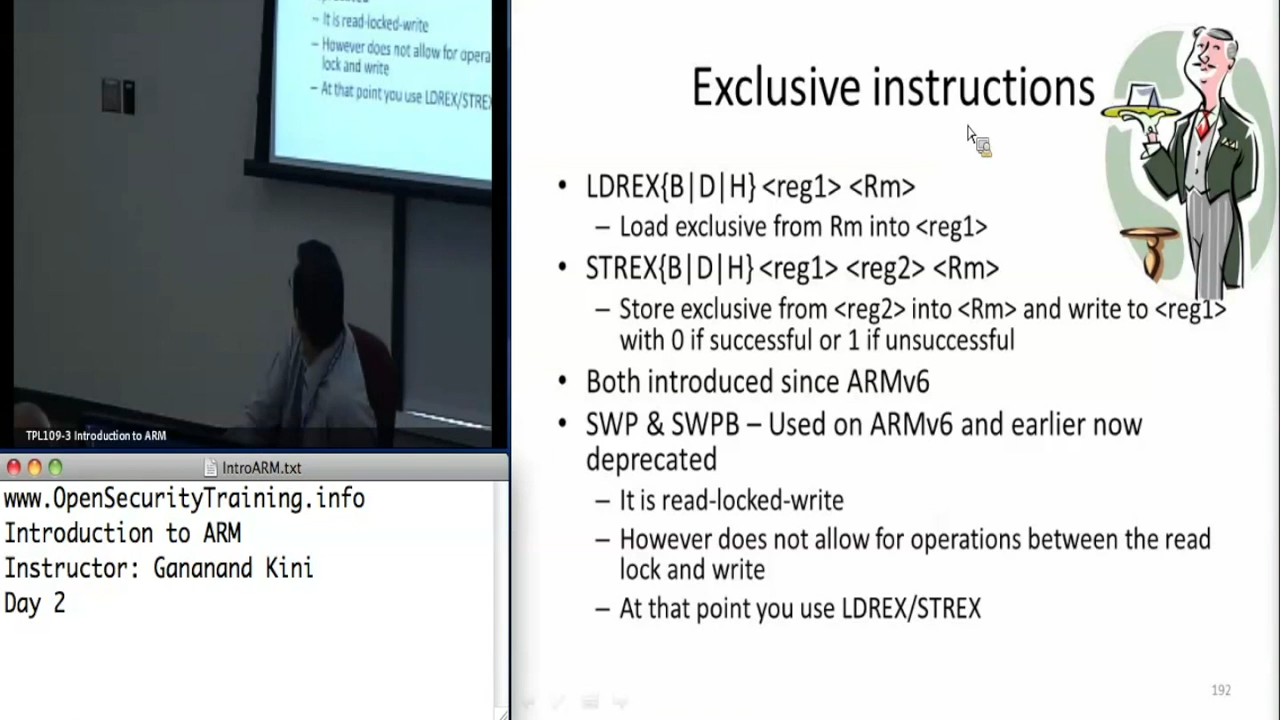 – It is read-locked-write
– However does not allow for opera
lock and write
– At that point you use LDREX/STREX
TPL109-3 Introduction to ARM
IntroARM.txt
www.OpenSecurityTraining.info
Introduction to ARM
Instructor: Gananand Kini
Day 2
Exclusive instructions
• LDREX{B|D|H} <reg1> <Rm>
– Load exclusive from Rm into <reg1>
• STREX{B|D|H} <reg1> <reg2> <Rm>
– Store exclusive from <reg2> into <Rm> and write to <reg1>
with 0 if successful or 1 if unsuccessful
• Both introduced since ARMv6
• SWP & SWPB – Used on ARMv6 and earlier now
deprecated
– It is read-locked-write
– However does not allow for operations between the read
lock and write
– At that point you use LDREX/STREX
192